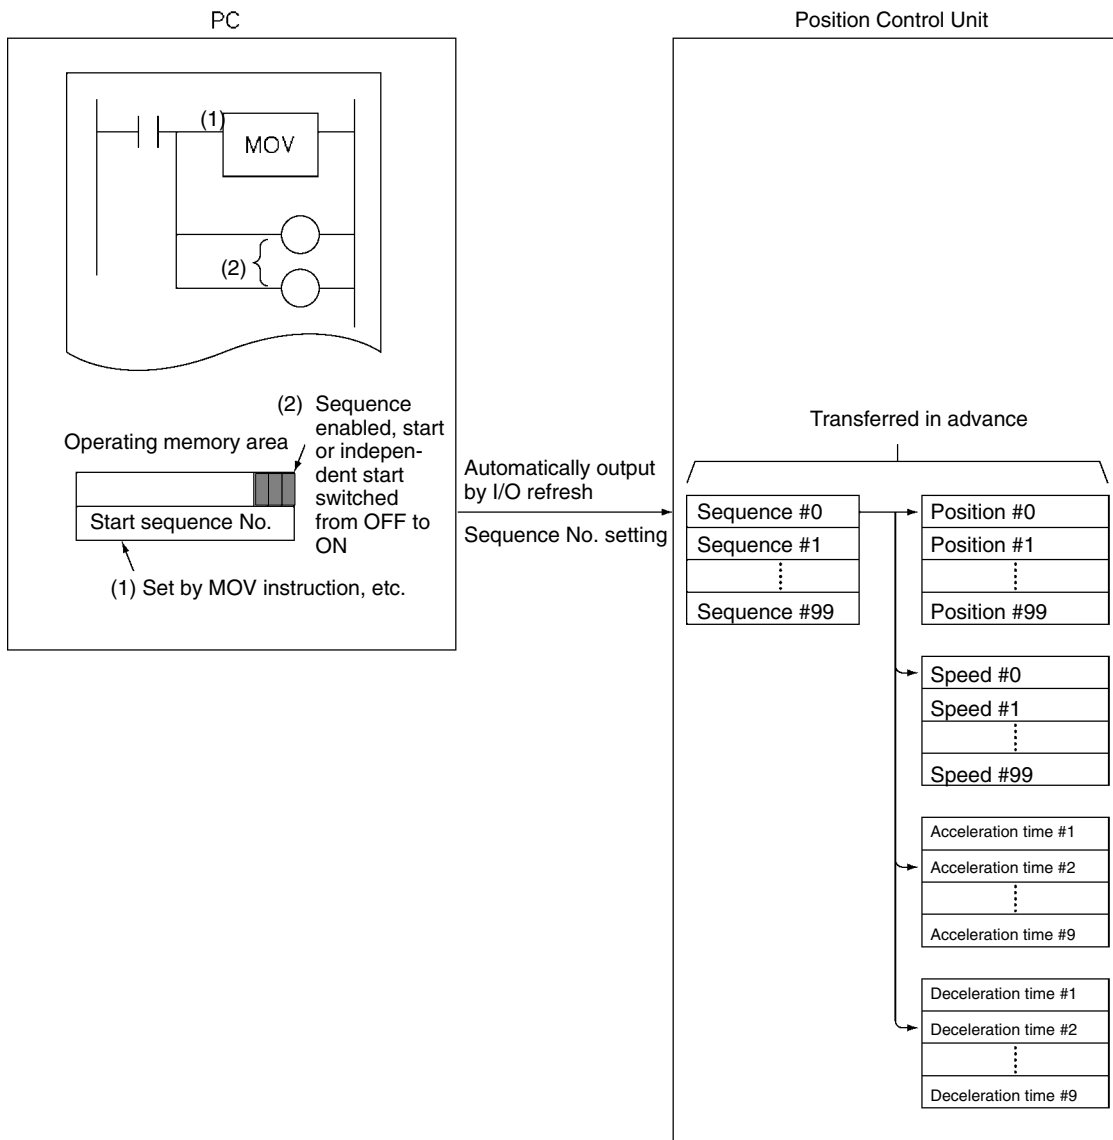 PC
Position Control Unit
(1)
MOV
(2)
(2) Sequence
enabled, start
or indepen-
dent start
switched
from OFF to
ON
Operating memory area
Start sequence No.
(1) Set by MOV instruction, etc.
Automatically output
by I/O refresh
Sequence No. setting
Transferred in advance
Sequence #0
Sequence #1
Sequence #99
Position #0
Position #1
Position #99
Speed #0
Speed #1
Speed #99
Acceleration time #1
Acceleration time #2
Acceleration time #9
Deceleration time #1
Deceleration time #2
Deceleration time #9